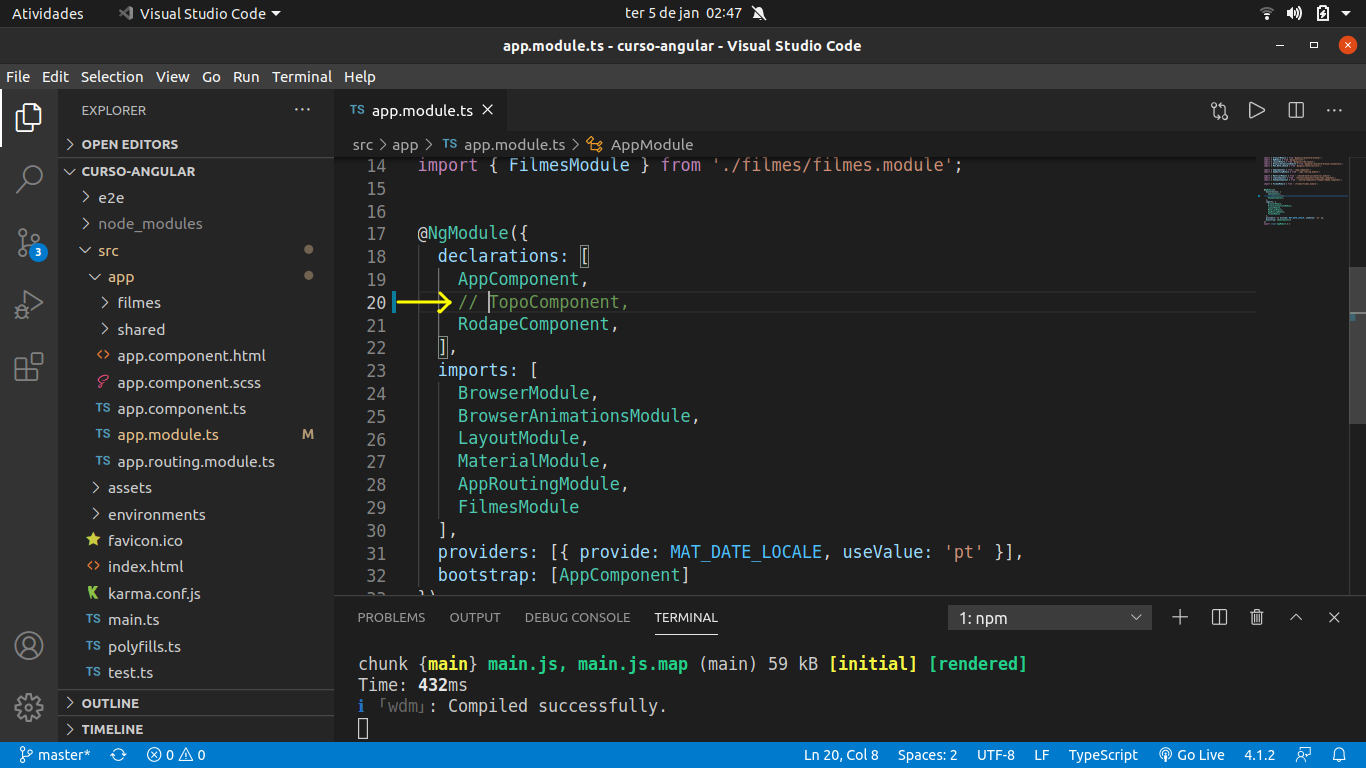 Atividades
Visual Studio Code
ter 5 de jan 02:47
app.module.ts - curso-angular - Visual Studio Code
File Edit Selection View Go Run Terminal Help
EXPLORER
OPEN EDITORS
CURSO-ANGULAR
e2e
node_modules
src
app
filmes
shared
app.component.html
app.component.scss
TS app.component.ts
TS app.module.ts M
TS app.routing.module.ts
assets
environments
favicon.ico
index.html
karma.conf.js
TS main.ts
TS polyfills.ts
TS test.ts
OUTLINE
TIMELINE
3
TS app.module.ts
src > app > TS app.module.ts > AppModule
14 import { FilmesModule } from './filmes/filmes.module';
15
16
17 @NgModule({
18 declarations: [
19 AppComponent,
20 // TopoComponent,
21 RodapeComponent,
22 ],
23 imports: [
24 BrowserModule,
25 BrowserAnimationsModule,
26 LayoutModule,
27 MaterialModule,
28 AppRoutingModule,
29 FilmesModule
30 ],
31 providers: [{ provide: MAT_DATE_LOCALE, useValue: 'pt' }],
32 bootstrap: [AppComponent]
33 })
PROBLEMS OUTPUT DEBUG CONSOLE TERMINAL 1: npm
chunk {main} main.js, main.js.map (main) 59 kB [initial] [rendered]
Time: 432ms
ℹ 「wdm」: Compiled successfully.
master* 0 0 Ln 20, Col 8 Spaces: 2 UTF-8 LF TypeScript Go Live 4.1.2